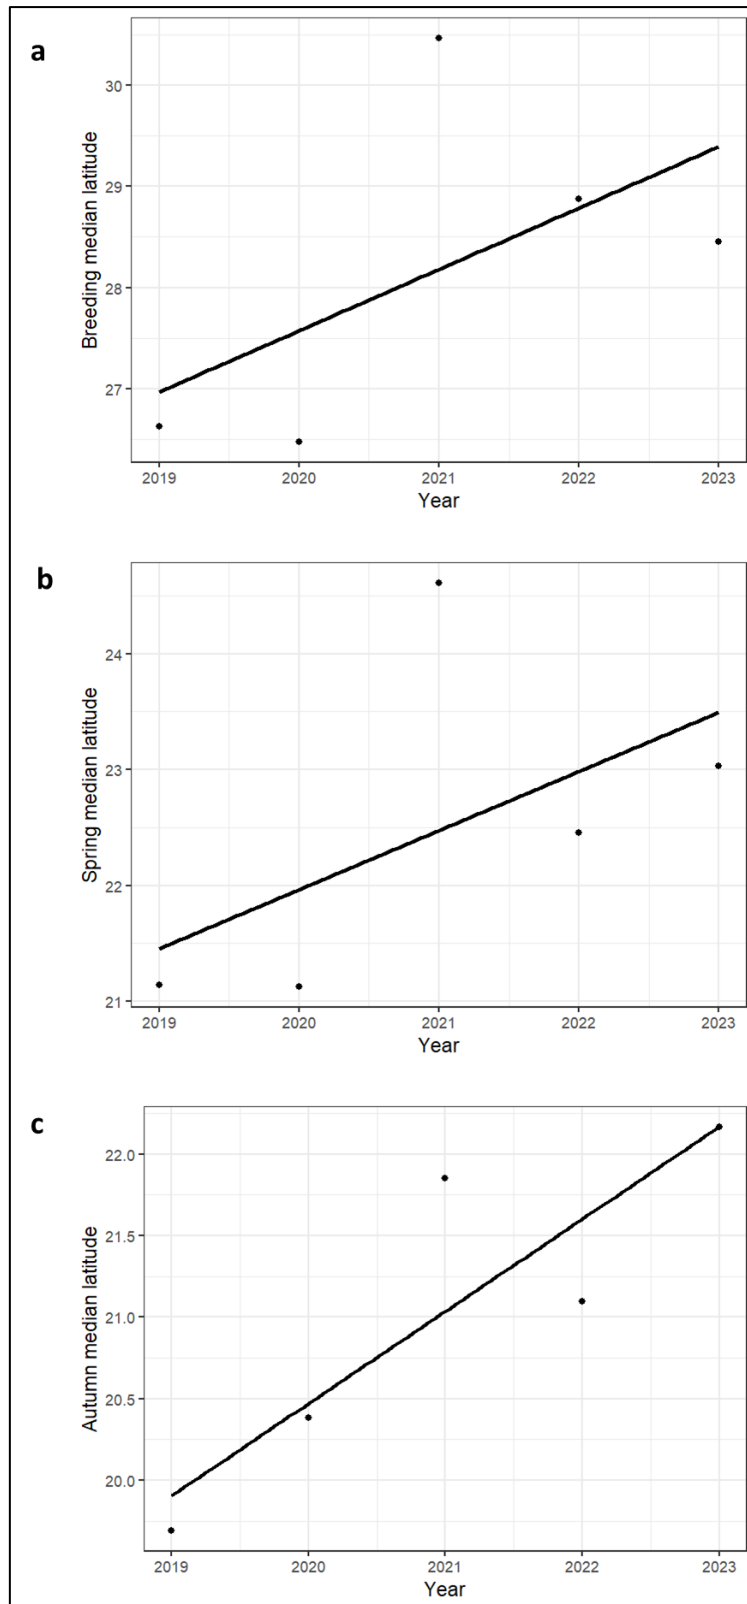 a
Breeding median latitude
30
29
28
27
2019 2020 2021 2022 2023
Year
b
Spring median latitude
24
23
22
21
2019 2020 2021 2022 2023
Year
c
Autumn median latitude
22.0
21.5
21.0
20.5
20.0
2019 2020 2021 2022 2023
Year